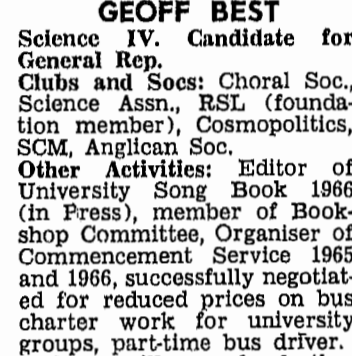 GEOFF BEST
Science IV. Candidate for
General Rep.
Clubs and Socs: Choral Soc.,
Science Assn., RSL (founda-
tion member), Cosmopolitics,
SCM, Anglican Soc.
Other Activities: Editor of
University Song Book 1966
(in Press), member of Book-
shop Committee, Organiser of
Commencement Service 1965
and 1966, successfully negotiat-
ed for reduced prices on bus
charter work for university
groups, part-time bus driver.